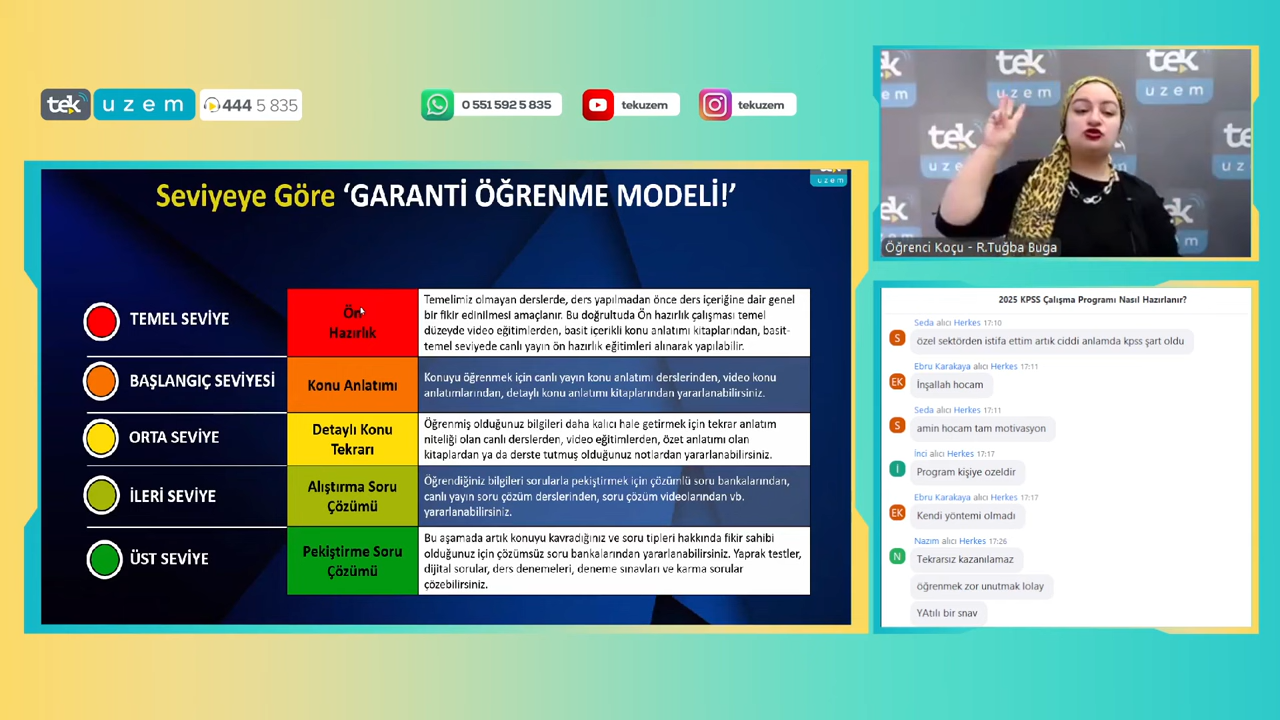 tek uzem 444 5 835
0 551 592 5 835
tekuzem
tekuzem
Seviyeye Göre ‘GARANTİ ÖĞRENME MODELİ!’
uzem
TEMEL SEVİYE
Ön
Hazırlık
Temelimiz olmayan derslerde, ders yapılmadan önce ders içeriğine dair genel
bir fikir edinilmesi amaçlanır. Bu doğrultuda Ön hazırlık çalışması temel
düzeyde video eğitimlerden, basit içerikli konu anlatımı kitaplarından, basit-
temel seviyede canlı yayın ön hazırlık eğitimleri alınarak yapılabilir.
BAŞLANGIÇ SEVİYESİ
Konu Anlatımı
Konuyu öğrenmek için canlı yayın konu anlatımı derslerinden, video konu
anlatımlarından, detaylı konu anlatımı kitaplarından yararlanabilirsiniz.
ORTA SEVİYE
Detaylı Konu
Tekrarı
Öğrenmiş olduğunuz bilgileri daha kalıcı hale getirmek için tekrar anlatım
niteliği olan canlı derslerden, video eğitimlerden, özet anlatımı olan
kitaplardan ya da derste tutmuş olduğunuz notlardan yararlanabilirsiniz.
İLERİ SEVİYE
Alıştırma Soru
Çözümü
Öğrendiğiniz bilgileri sorularla pekiştirmek için çözümlü soru bankalarından,
canlı yayın soru çözüm derslerinden, soru çözüm videolarından vb.
yararlanabilirsiniz.
ÜST SEVİYE
Pekiştirme Soru
Çözümü
Bu aşamada artık konuyu kavradığınız ve soru tipleri hakkında fikir sahibi
olduğunuz için çözümsüz soru bankalarından yararlanabilirsiniz. Yaprak testler,
dijital sorular, ders denemeleri, deneme sınavları ve karma sorular
çözebilirsiniz.
tek uzem
tek uzem
tek uzem
Öğrenci Koçu - R.Tuğba Buga
2025 KPSS Çalışma Programı Nasıl Hazırlanır?
Seda alıcı Herkes 17:10
S
özel sektörden istifa ettim artık ciddi anlamda kpss şart oldu
Ebru Karakaya alıcı Herkes 17:11
EK
İnşallah hocam
Seda alıcı Herkes 17:11
S
amin hocam tam motivasyon
İnci alıcı Herkes 17:17
İ
Program kişiye ozeldir
Ebru Karakaya alıcı Herkes 17:17
EK
Kendi yöntemi olmadı
Nazım alıcı Herkes 17:26
N
Tekrarsız kazanılamaz
öğrenmek zor unutmak lolay
YAtılı bir snav